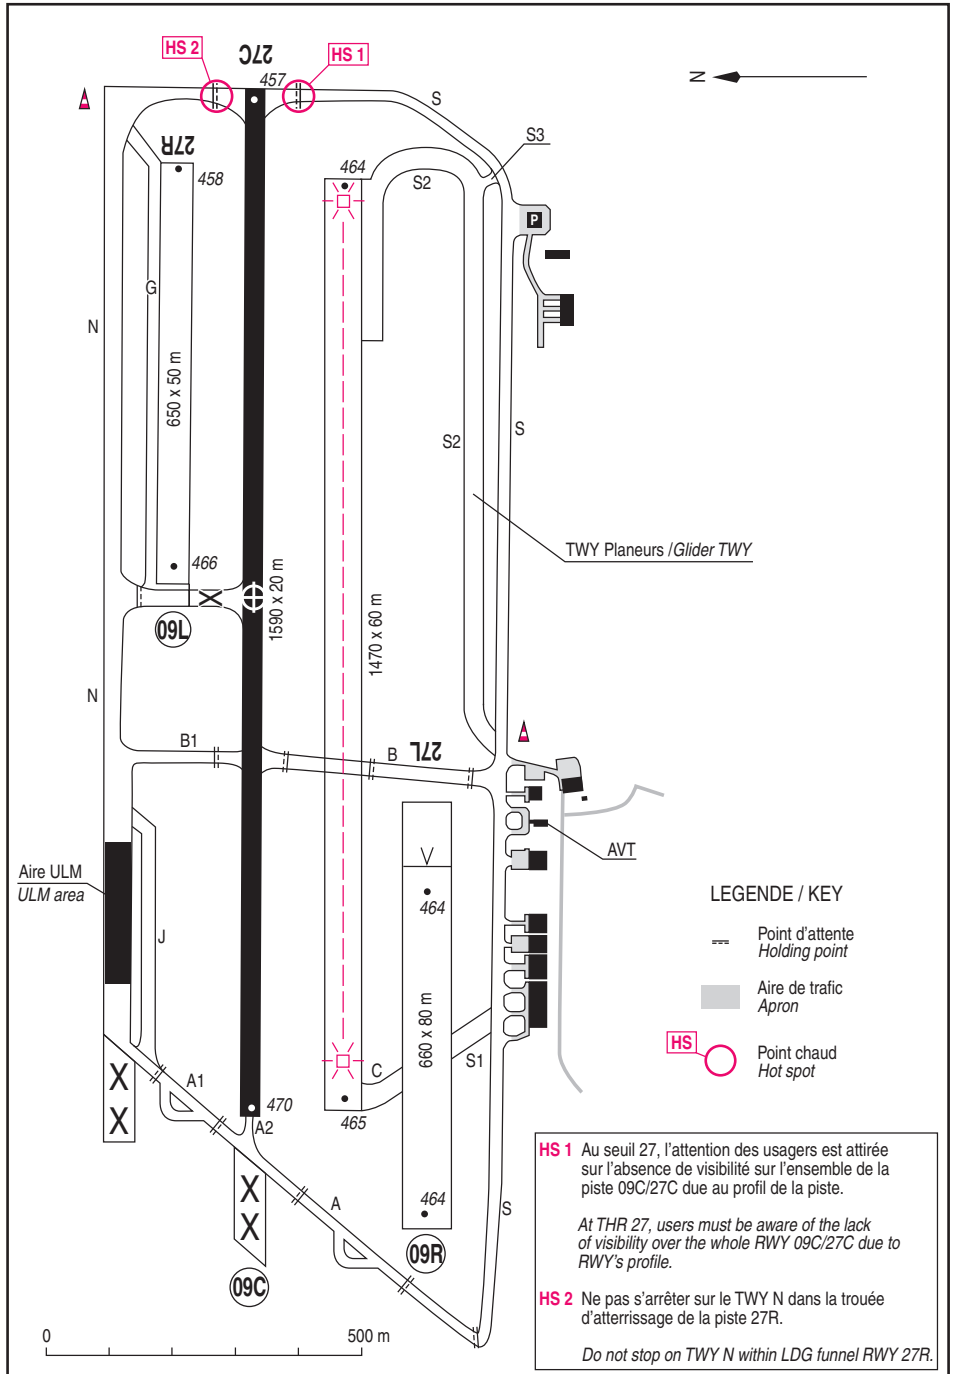 HS 2
27C
HS 1
457
N
S
S3
27R
458
464
S2
P
G
N
650 x 50 m
S
S2
466
TWY Planeurs /Glider TWY
1590 x 20 m
09L
1470 x 60 m
N
B1
B
27L
AVT
Aire ULM
ULM area
V
464
LEGENDE / KEY
J
Point d'attente
Holding point
Aire de trafic
Apron
660 x 80 m
HS
Point chaud
Hot spot
C
S1
X
X
A1
470
A2
465
X
X
A
464
S
09R
09C
HS 1 Au seuil 27, l'attention des usagers est attirée
sur l'absence de visibilité sur l'ensemble de la
piste 09C/27C due au profil de la piste.
At THR 27, users must be aware of the lack
of visibility over the whole RWY 09C/27C due to
RWY's profile.
HS 2 Ne pas s'arrêter sur le TWY N dans la trouée
d'atterrissage de la piste 27R.
Do not stop on TWY N within LDG funnel RWY 27R.
0
500 m